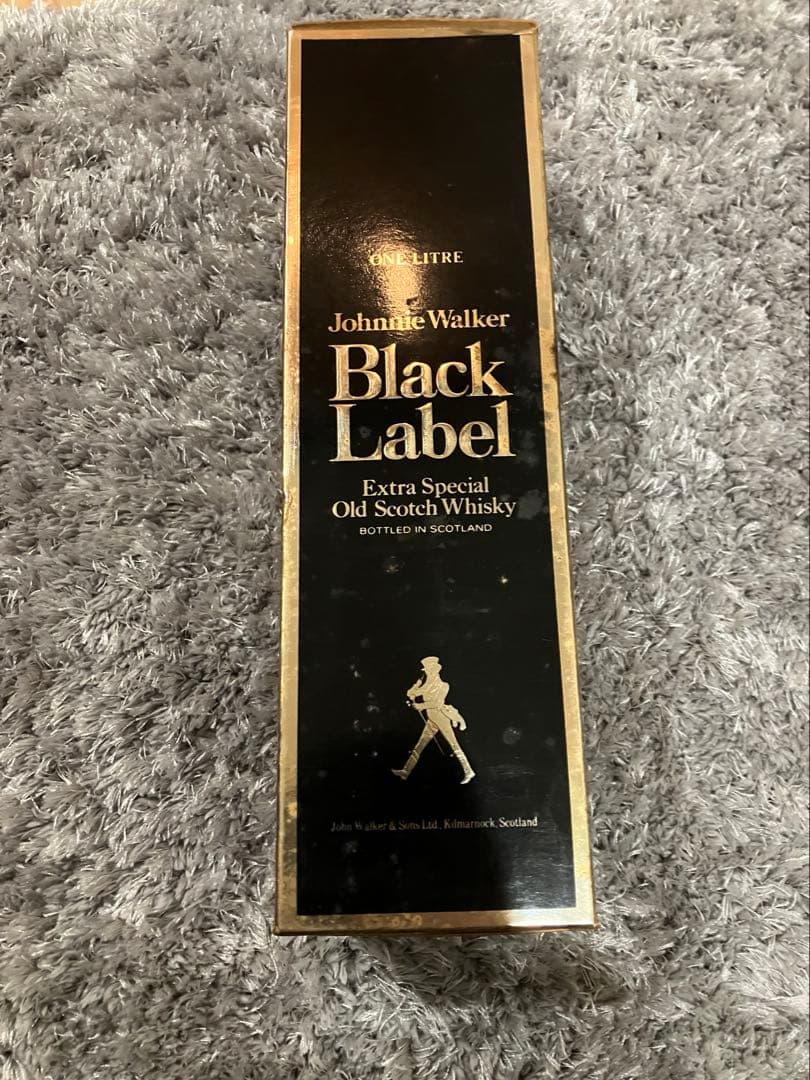 ONE LITRE
Johnnie Walker
Black
Label
Extra Special
Old Scotch Whisky
BOTTLED IN SCOTLAND
John Walker & Sons Ltd., Kilmarnock, Scotland